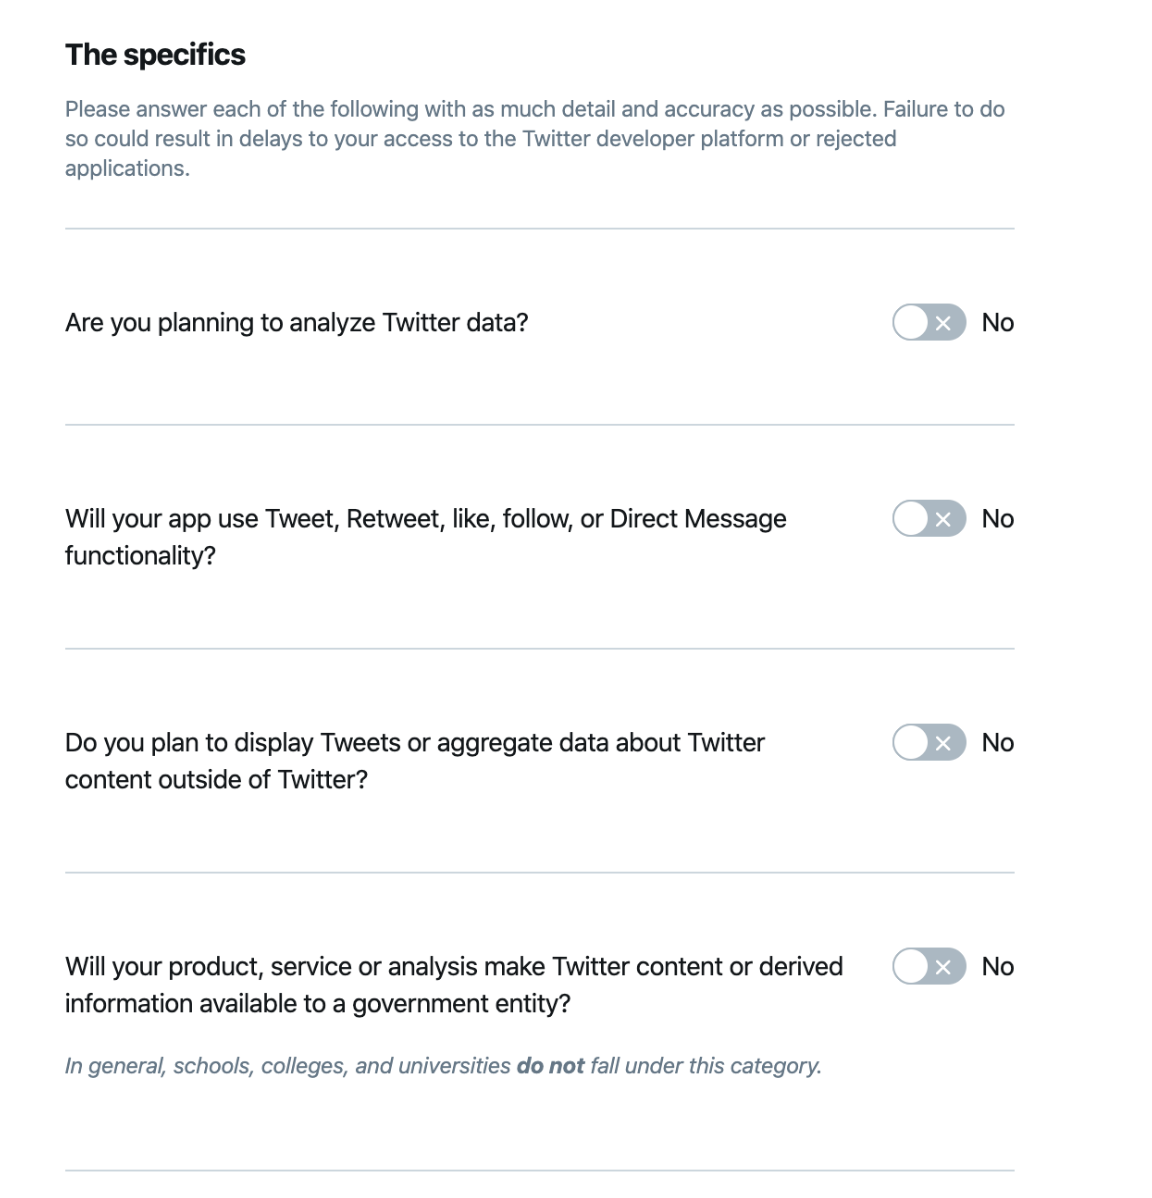 The specifics
Please answer each of the following with as much detail and accuracy as possible. Failure to do
so could result in delays to your access to the Twitter developer platform or rejected
applications.
Are you planning to analyze Twitter data?
No
Will your app use Tweet, Retweet, like, follow, or Direct Message
functionality?
No
Do you plan to display Tweets or aggregate data about Twitter
content outside of Twitter?
No
Will your product, service or analysis make Twitter content or derived
information available to a government entity?
No
In general, schools, colleges, and universities do not fall under this category.